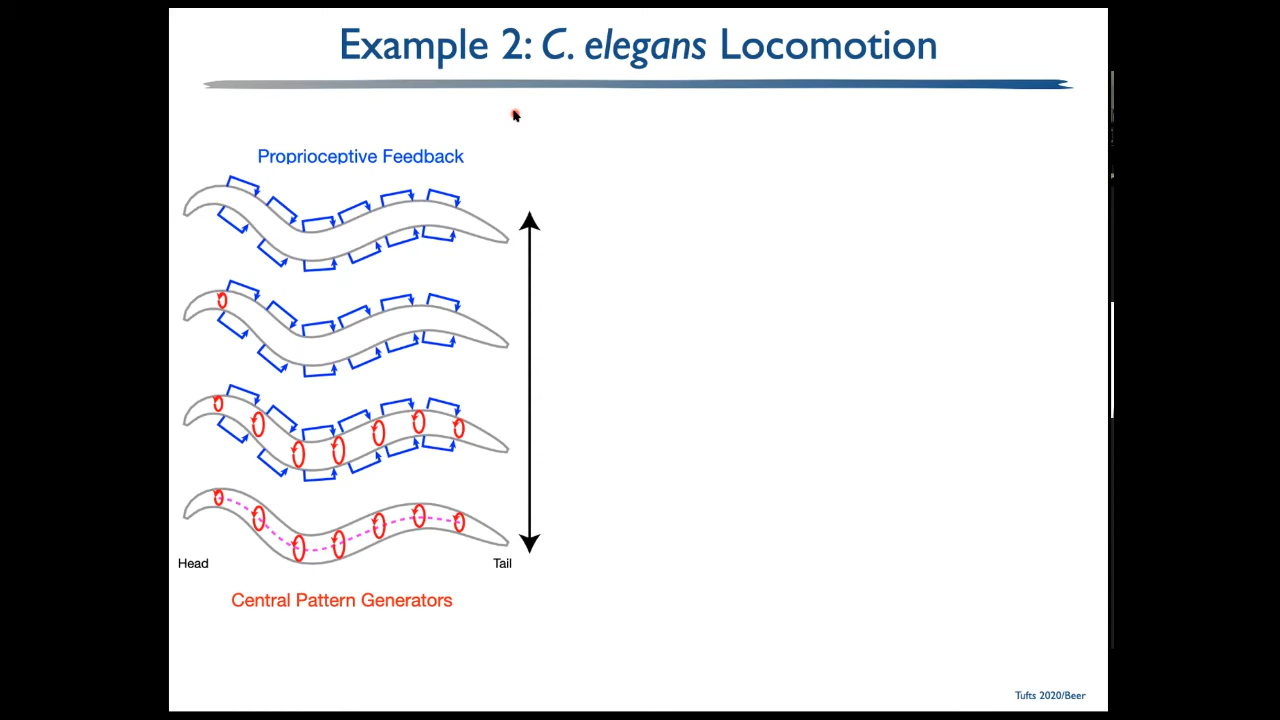 Example 2: C. elegans Locomotion
Proprioceptive Feedback
Head
Tail
Central Pattern Generators
Tufts 2020/Beer